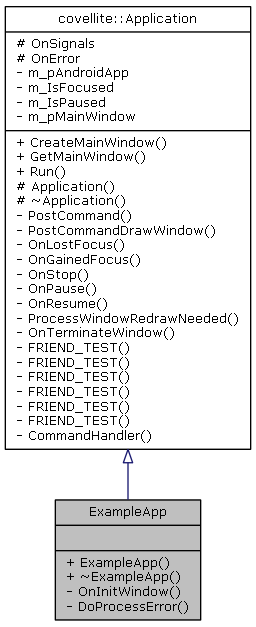 covellite::Application
# OnSignals
# OnError
- m_pAndroidApp
- m_IsFocused
- m_IsPaused
- m_pMainWindow
+ CreateMainWindow()
+ GetMainWindow()
+ Run()
# Application()
# ~Application()
- PostCommand()
- PostCommandDrawWindow()
- OnLostFocus()
- OnGainedFocus()
- OnStop()
- OnPause()
- OnResume()
- ProcessWindowRedrawNeeded()
- OnTerminateWindow()
- FRIEND_TEST()
- FRIEND_TEST()
- FRIEND_TEST()
- FRIEND_TEST()
- FRIEND_TEST()
- FRIEND_TEST()
- CommandHandler()
ExampleApp
+ ExampleApp()
+ ~ExampleApp()
- OnInitWindow()
- DoProcessError()